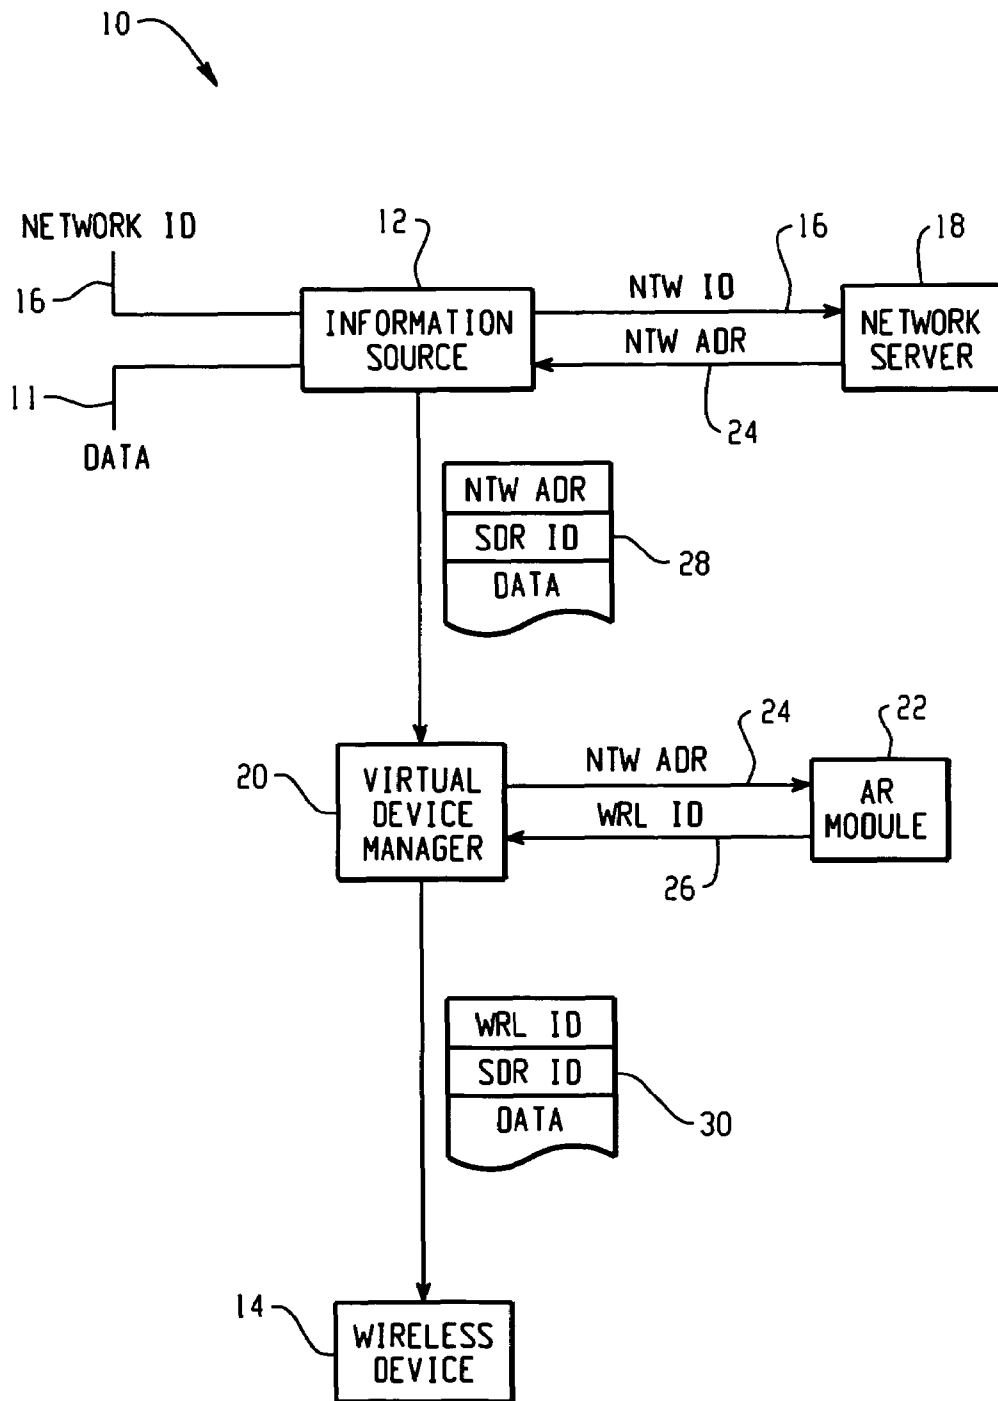 10
NETWORK ID
12
16
18
16
INFORMATION
SOURCE
NTW ID
NTW ADR
NETWORK
SERVER
11
24
DATA
NTW ADR
SDR ID
DATA
28
24
22
20
VIRTUAL
DEVICE
MANAGER
NTW ADR
WRL ID
AR
MODULE
26
WRL ID
SDR ID
DATA
30
14
WIRELESS
DEVICE